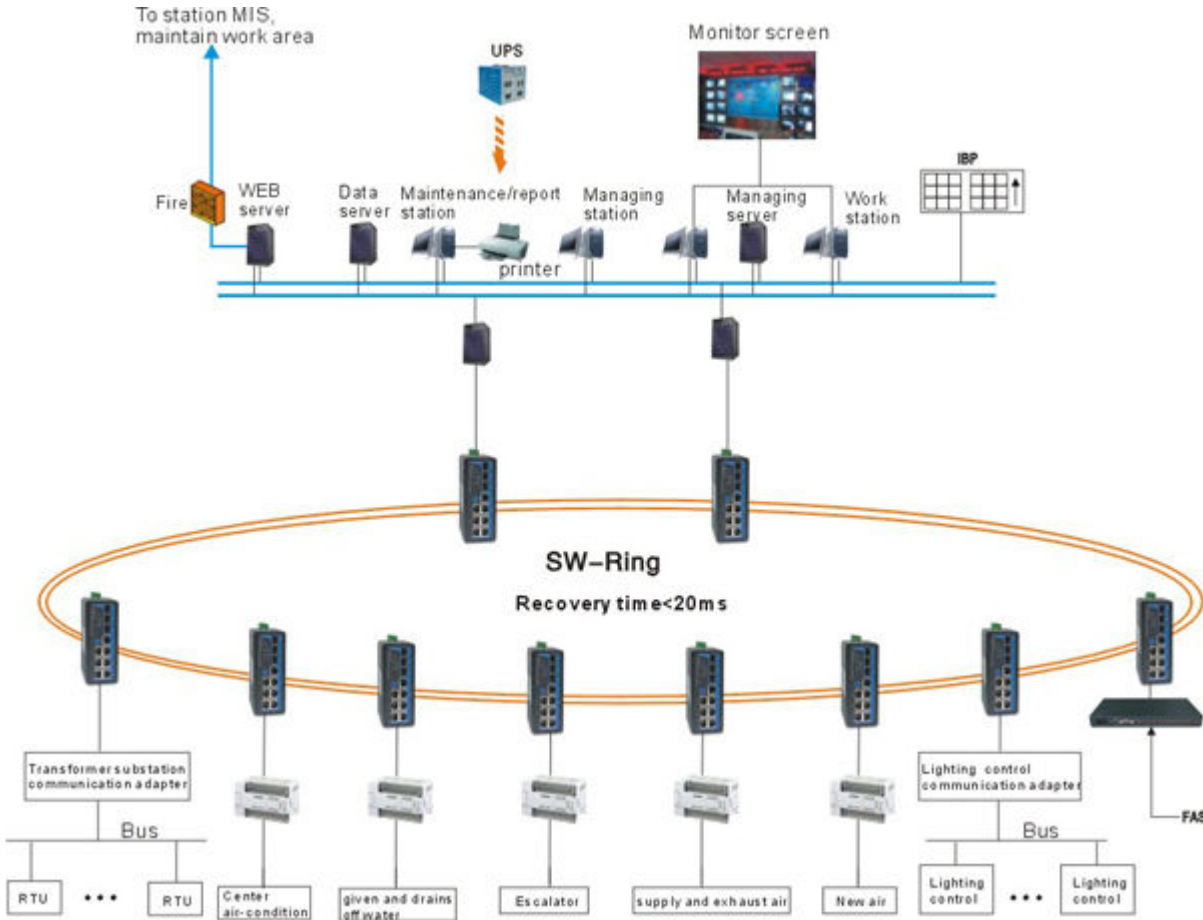 To station MIS,
maintain work area
UPS
Monitor screen
IBP
Fire
WEB
server
Data
server
Maintenance/report
station
printer
Managing
station
Managing
server
Work
station
SW-Ring
Recovery time<20ms
Transformer substation
communication adapter
Lighting control
communication adapter
FAS
Bus
Bus
RTU
•••
RTU
Center
air-condition
given and drains
off water
Escalator
supply and exhaust air
New air
Lighting
control
•••
Lighting
control